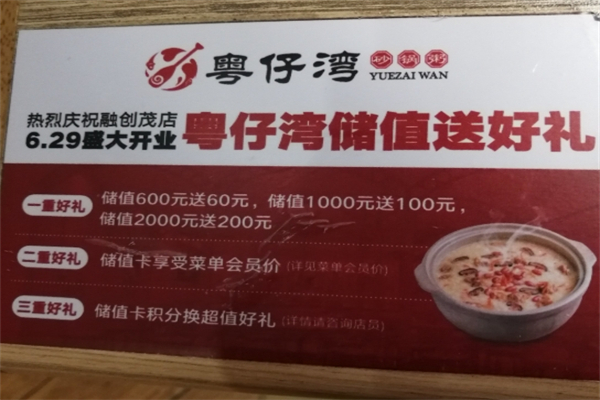 粤仔湾 砂锅粥
YUEZAI WAN
热烈庆祝融创茂店
6.29盛大开业
粤仔湾储值送好礼
一重好礼 储值600元送60元，储值1000元送100元，
储值2000元送200元
二重好礼 储值卡享受菜单会员价 (详见菜单会员价)
三重好礼 储值卡积分换超值好礼 (详情请咨询店员)